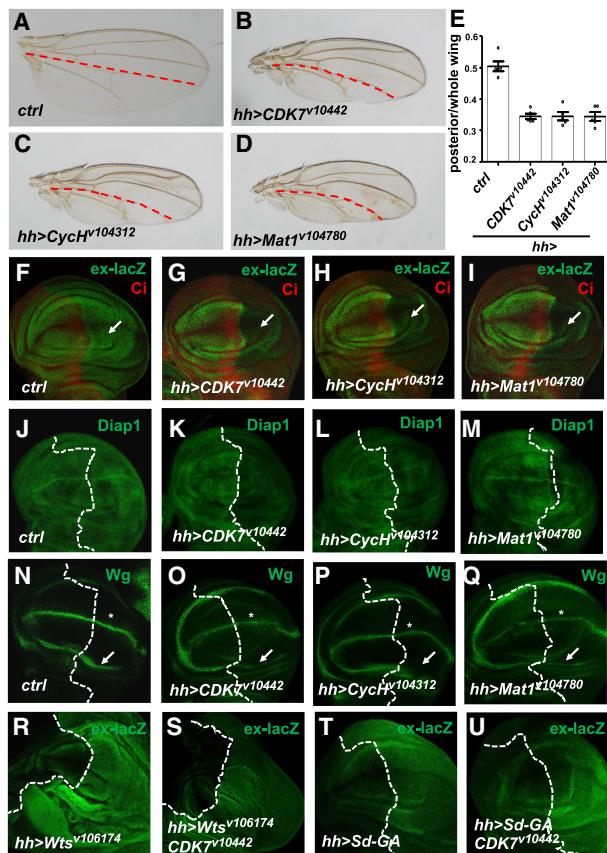 A
ctrl
B
hh>CDK7v10442
C
hh>CycHv104312
D
hh>Mat1v104780
E
posterior/whole wing
0.8
0.6
0.4
0.2
ctrl
CDK7v10442
CycHv104312
Mat1v104780
hh>
F
ex-lacZ
Ci
ctrl
G
ex-lacZ
Ci
hh>CDK7v10442
H
ex-lacZ
Ci
hh>CycHv104312
I
ex-lacZ
Ci
hh>Mat1v104780
J
Diap1
ctrl
K
Diap1
hh>CDK7v10442
L
Diap1
hh>CycHv104312
M
Diap1
hh>Mat1v104780
N
Wg
*
ctrl
O
Wg
*
hh>CDK7v10442
P
Wg
*
hh>CycHv104312
Q
Wg
*
hh>Mat1v104780
R
ex-lacZ
hh>Wtsv106174
S
ex-lacZ
hh>Wtsv106174
CDK7v10442
T
ex-lacZ
hh>Sd-GA
U
ex-lacZ
hh>Sd-GA
CDK7v10442